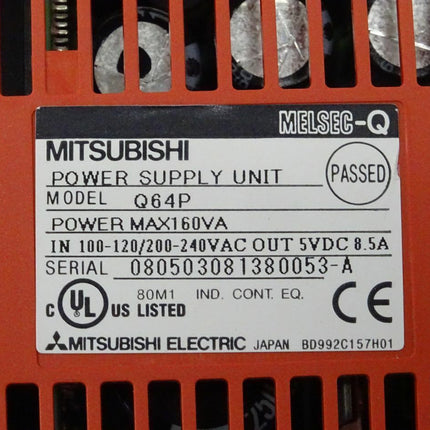 MELSEC-Q
MITSUBISHI
PASSED
POWER SUPPLY UNIT
MODEL Q64P
POWER MAX160VA
IN 100-120/200-240VAC OUT 5VDC 8.5A
SERIAL 080503081380053-A
C UL US LISTED 80M1 IND. CONT. EQ. CE
MITSUBISHI ELECTRIC JAPAN BD992C157H01